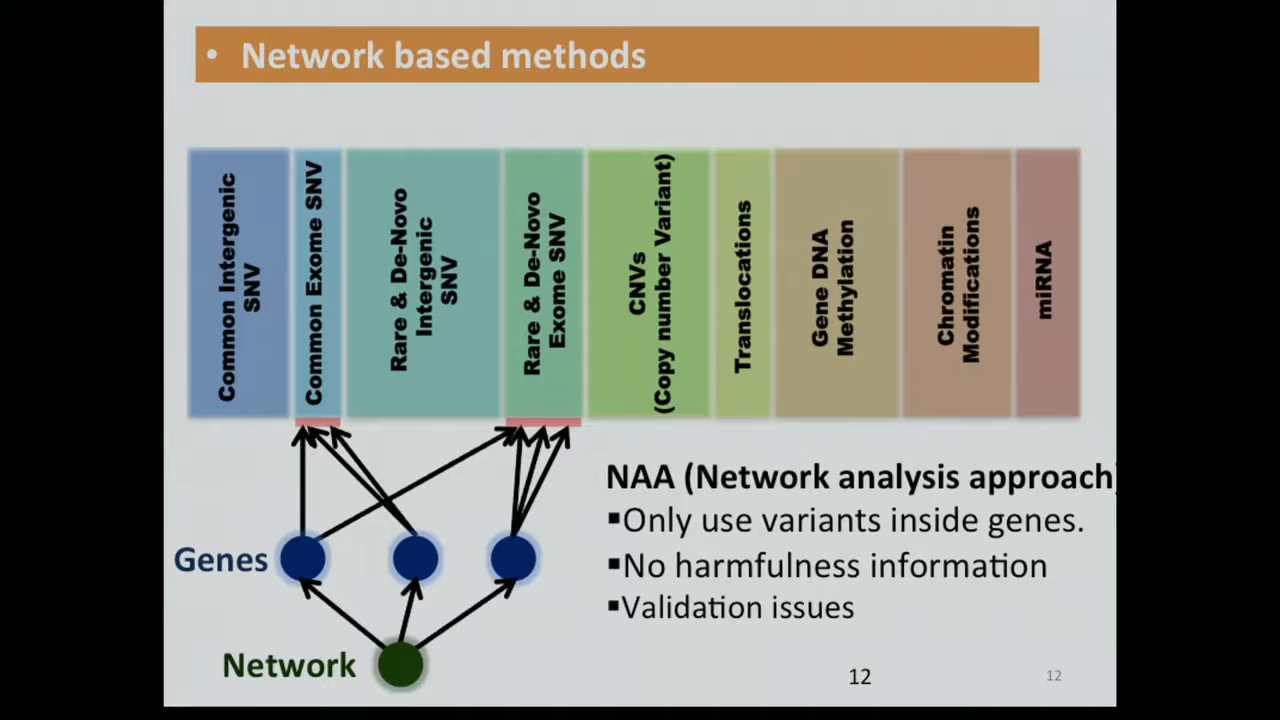 • Network based methods
Common Intergenic
SNV
Common Exome SNV
Rare & De-Novo
Intergenic
SNV
Rare & De-Novo
Exome SNV
CNVs
(Copy number Variant)
Translocations
Gene DNA
Methylation
Chromatin
Modifications
miRNA
NAA (Network analysis approach)
▪Only use variants inside genes.
▪No harmfulness information
▪Validation issues
Genes
Network
12
12